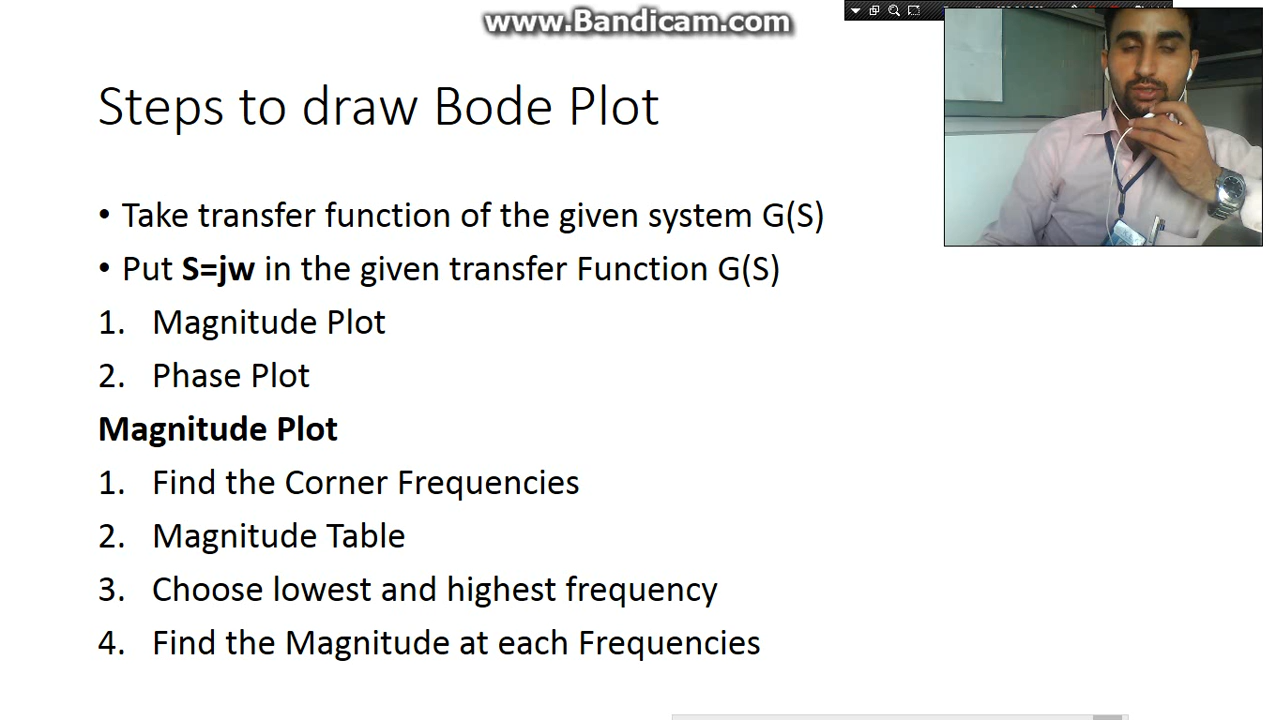 www.Bandicam.com
Steps to draw Bode Plot
• Take transfer function of the given system G(S)
• Put S=jw in the given transfer Function G(S)
1. Magnitude Plot
2. Phase Plot
Magnitude Plot
1. Find the Corner Frequencies
2. Magnitude Table
3. Choose lowest and highest frequency
4. Find the Magnitude at each Frequencies